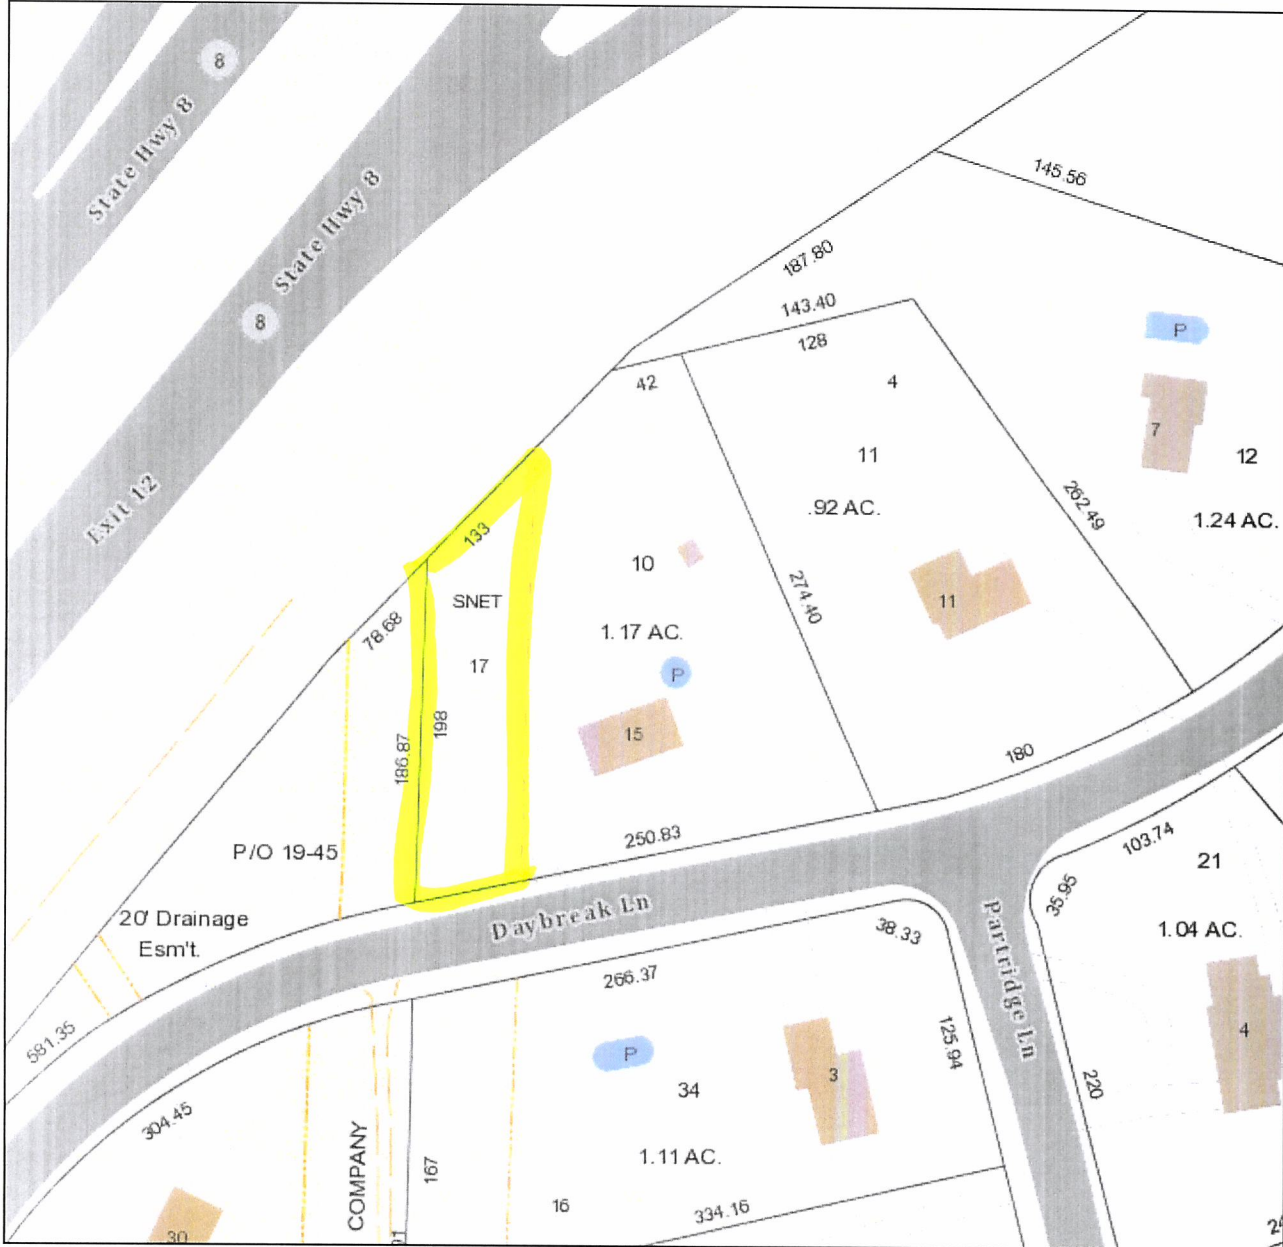 8
State Hwy 8
State Hwy 8
8
Exit 12
145.56
187.80
143.40
128
42
4
11
.92 AC.
262.49
P
7
12
1.24 AC.
133
SNET
17
78.68
198
186.87
10
1.17 AC.
P
15
274.40
11
180
250.83
P/O 19-45
20' Drainage
Esm't.
581.35
Daybreak Ln
Partridge Ln
38.33
35.95
103.74
21
1.04 AC.
4
266.37
P
34
1.11 AC.
3
125.94
220
304.45
COMPANY
167
16
334.16
30